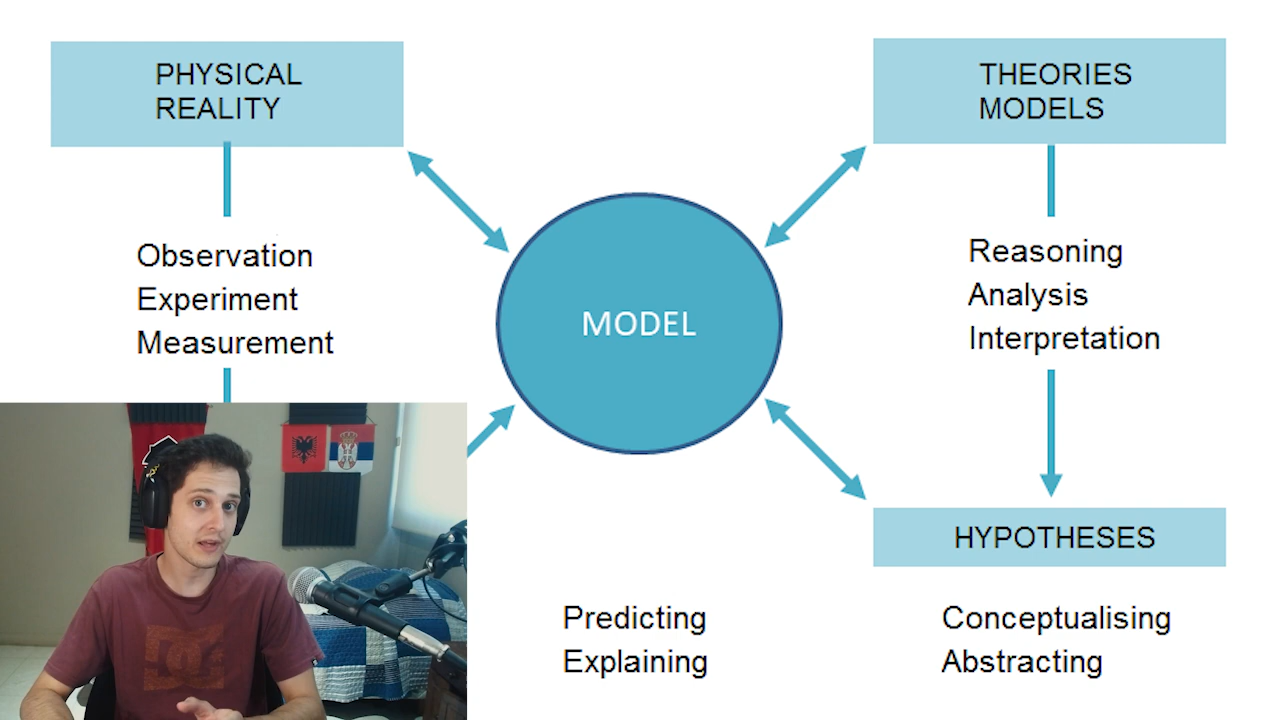 PHYSICAL
REALITY
THEORIES
MODELS
Observation
Experiment
Measurement
MODEL
Reasoning
Analysis
Interpretation
HYPOTHESES
Predicting
Explaining
Conceptualising
Abstracting